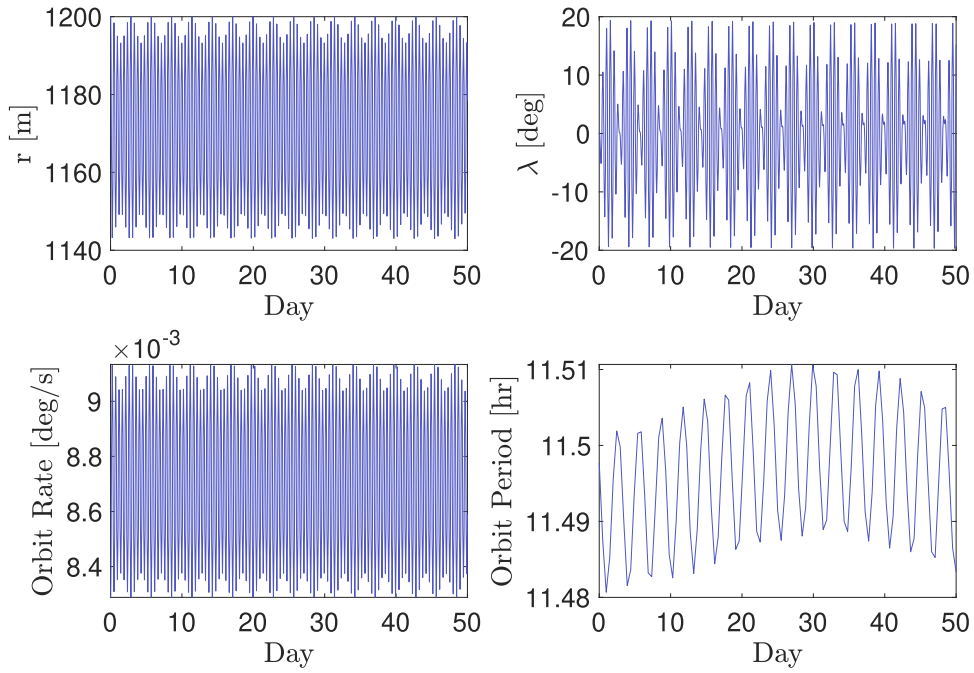 1200
1180
1160
1140
r [m]
0 10 20 30 40 50
Day
20
10
0
-10
-20
λ [deg]
0 10 20 30 40 50
Day
×10-3
9
8.8
8.6
8.4
Orbit Rate [deg/s]
0 10 20 30 40 50
Day
11.51
11.5
11.49
11.48
Orbit Period [hr]
0 10 20 30 40 50
Day